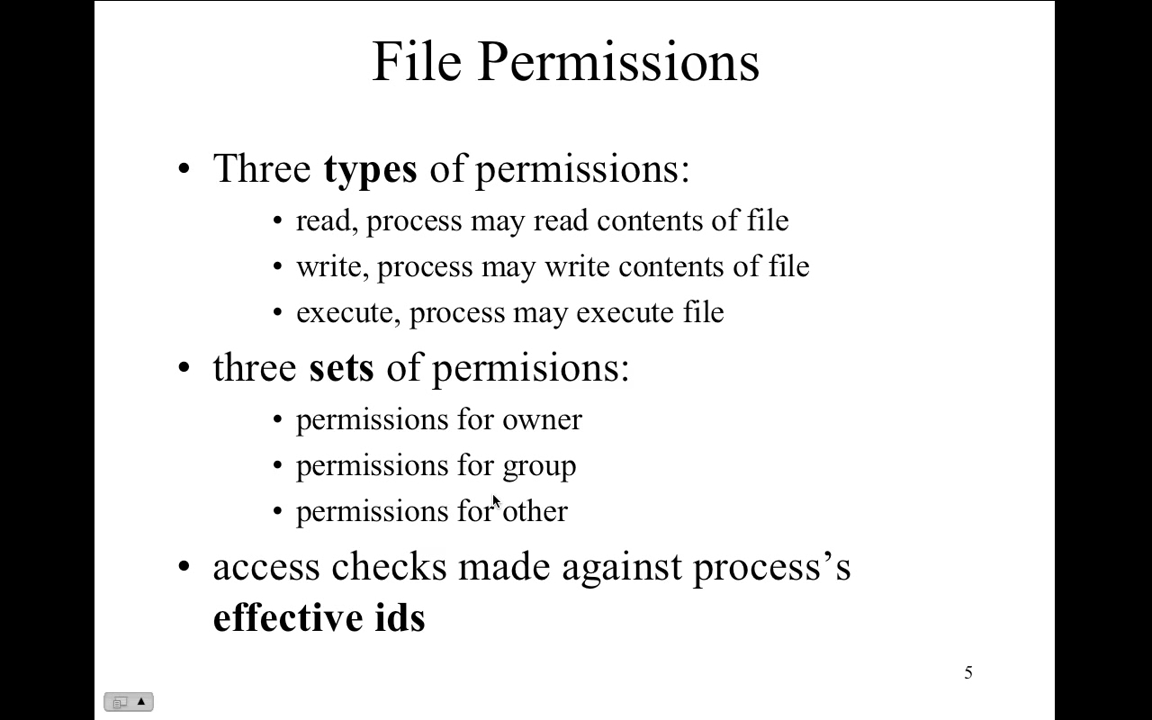 File Permissions
• Three types of permissions:
• read, process may read contents of file
• write, process may write contents of file
• execute, process may execute file
• three sets of permisions:
• permissions for owner
• permissions for group
• permissions for other
• access checks made against process’s
effective ids
5